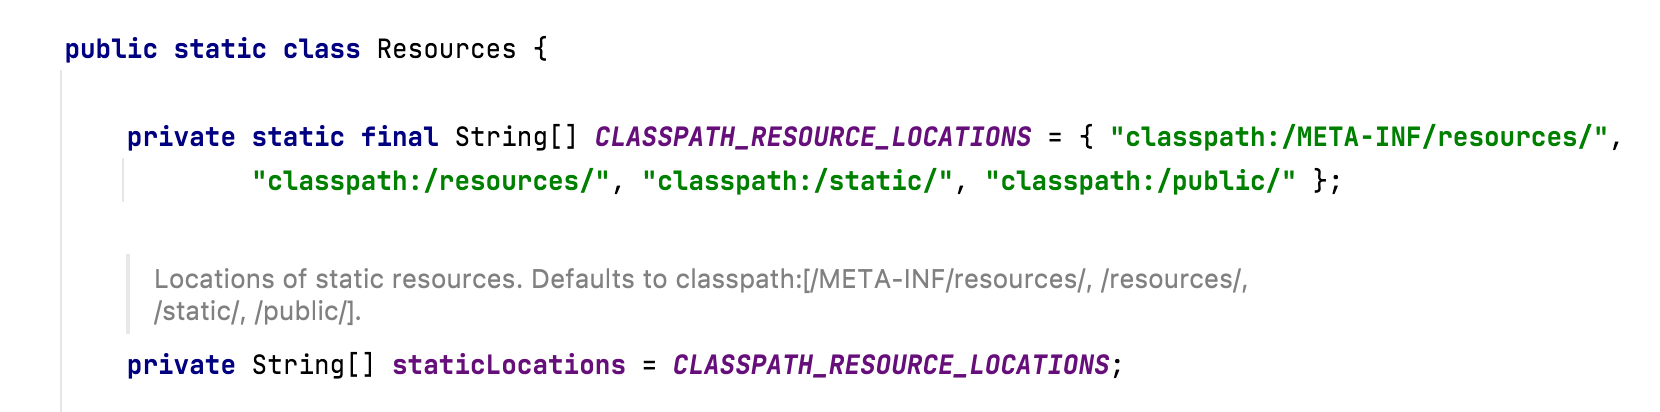 public static class Resources {
private static final String[] CLASSPATH_RESOURCE_LOCATIONS = { "classpath:/META-INF/resources/",
"classpath:/resources/", "classpath:/static/", "classpath:/public/" };
Locations of static resources. Defaults to classpath:[/META-INF/resources/, /resources/,
/static/, /public/].
private String[] staticLocations = CLASSPATH_RESOURCE_LOCATIONS;